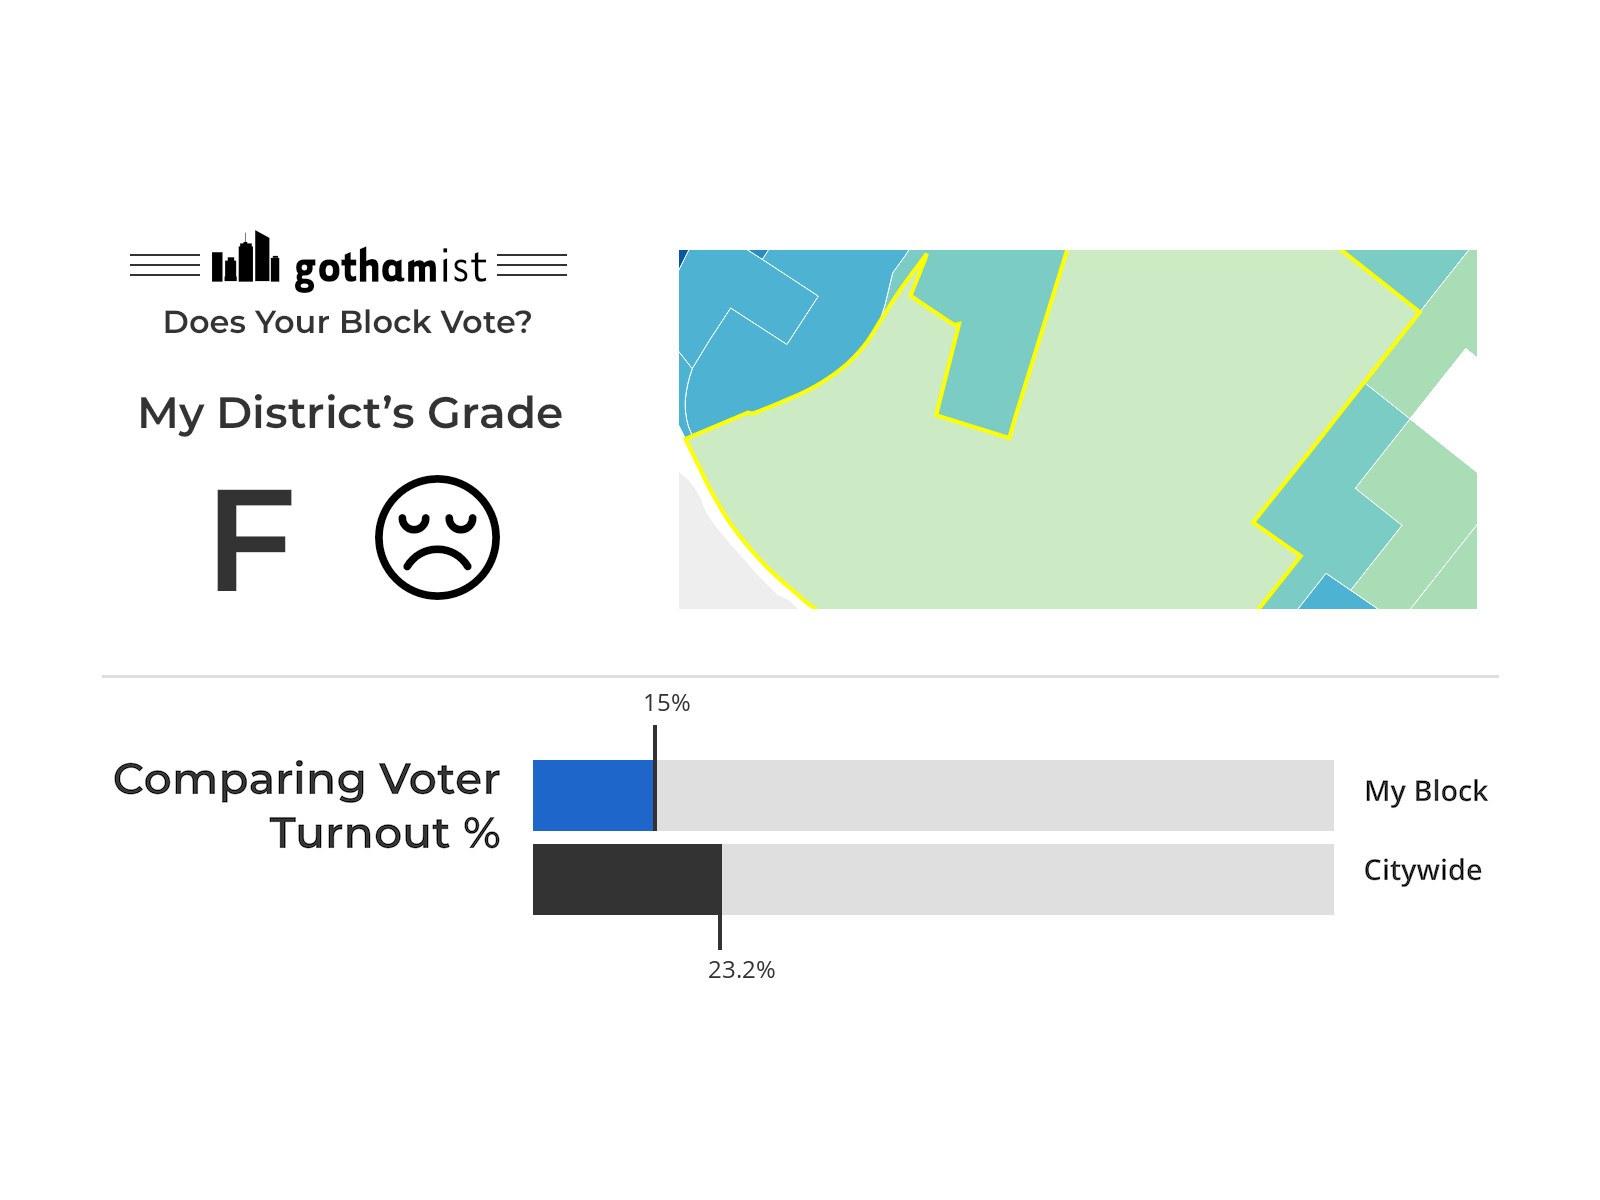 gothamist
Does Your Block Vote?
My District’s Grade
F
15%
Comparing Voter
Turnout %
My Block
Citywide
23.2%